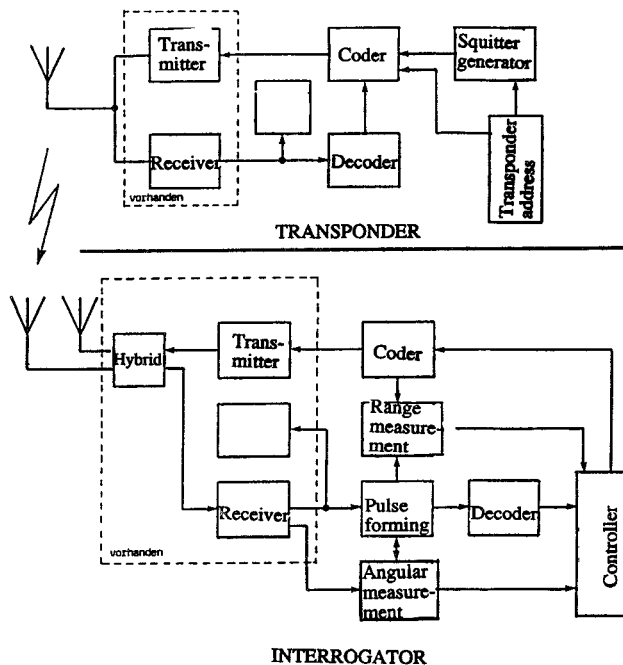 Trans-
mitter
Coder
Squitter
generator
Receiver
Decoder
Transponder
address
vorhanden
TRANSPONDER
Hybrid
Trans-
mitter
Coder
Range
measure-
ment
Receiver
Pulse
forming
Decoder
Controller
vorhanden
Angular
measure-
ment
INTERROGATOR